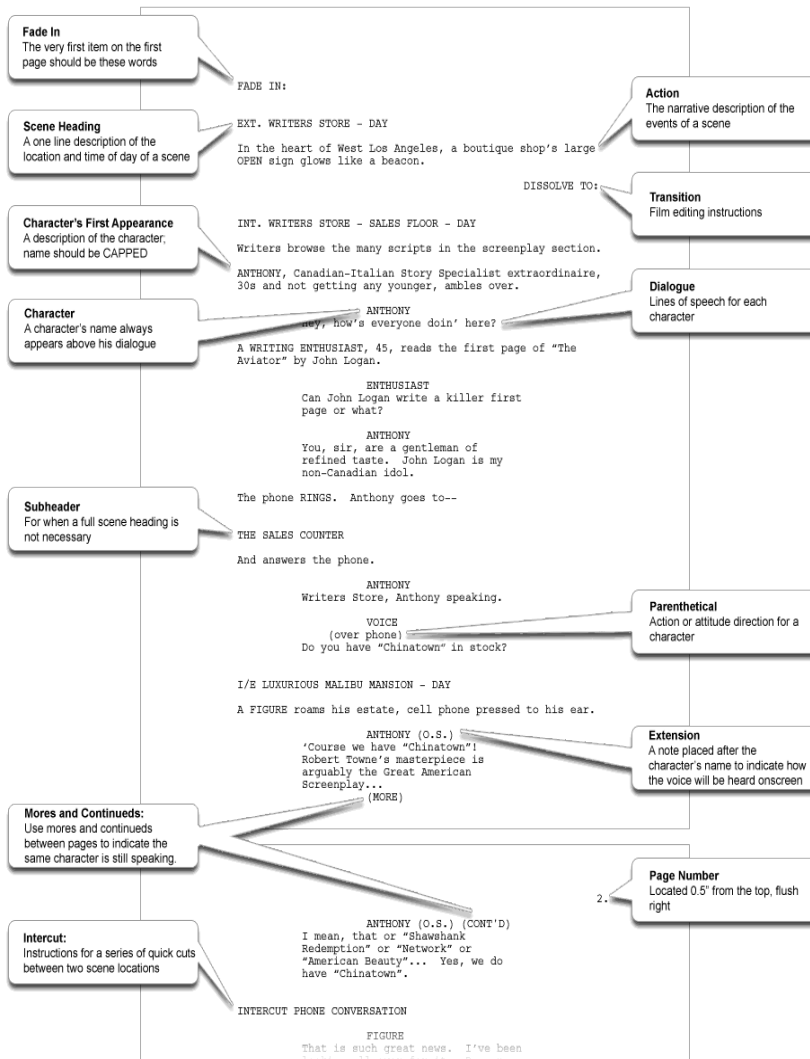 Fade In
The very first item on the first
page should be these words
FADE IN:
Scene Heading
A one line description of the
location and time of day of a scene
EXT. WRITERS STORE - DAY
In the heart of West Los Angeles, a boutique shop's large
OPEN sign glows like a beacon.
Action
The narrative description of the
events of a scene
DISSOLVE TO:
Transition
Film editing instructions
Character's First Appearance
A description of the character;
name should be CAPPED
INT. WRITERS STORE - SALES FLOOR - DAY
Writers browse the many scripts in the screenplay section.
ANTHONY, Canadian-Italian Story Specialist extraordinaire,
30s and not getting any younger, ambles over.
Character
A character's name always
appears above his dialogue
ANTHONY
Hey, how's everyone doin' here?
Dialogue
Lines of speech for each
character
A WRITING ENTHUSIAST, 45, reads the first page of "The
Aviator" by John Logan.
ENTHUSIAST
Can John Logan write a killer first
page or what?
ANTHONY
You, sir, are a gentleman of
refined taste. John Logan is my
non-Canadian idol.
The phone RINGS. Anthony goes to--
Subheader
For when a full scene heading is
not necessary
THE SALES COUNTER
And answers the phone.
ANTHONY
Writers Store, Anthony speaking.
VOICE
(over phone)
Do you have "Chinatown" in stock?
Parenthetical
Action or attitude direction for a
character
I/E LUXURIOUS MALIBU MANSION - DAY
A FIGURE roams his estate, cell phone pressed to his ear.
ANTHONY (O.S.)
'Course we have "Chinatown"!
Robert Towne's masterpiece is
arguably the Great American
Screenplay...
(MORE)
Extension
A note placed after the
character's name to indicate how
the voice will be heard onscreen
Mores and Continueds:
Use mores and continueds
between pages to indicate the
same character is still speaking.
2.
Page Number
Located 0.5" from the top, flush
right
ANTHONY (O.S.) (CONT'D)
I mean, that or "Shawshank
Redemption" or "Network" or
"American Beauty"... Yes, we do
have "Chinatown".
Intercut:
Instructions for a series of quick cuts
between two scene locations
INTERCUT PHONE CONVERSATION
FIGURE
That is such great news. I've been